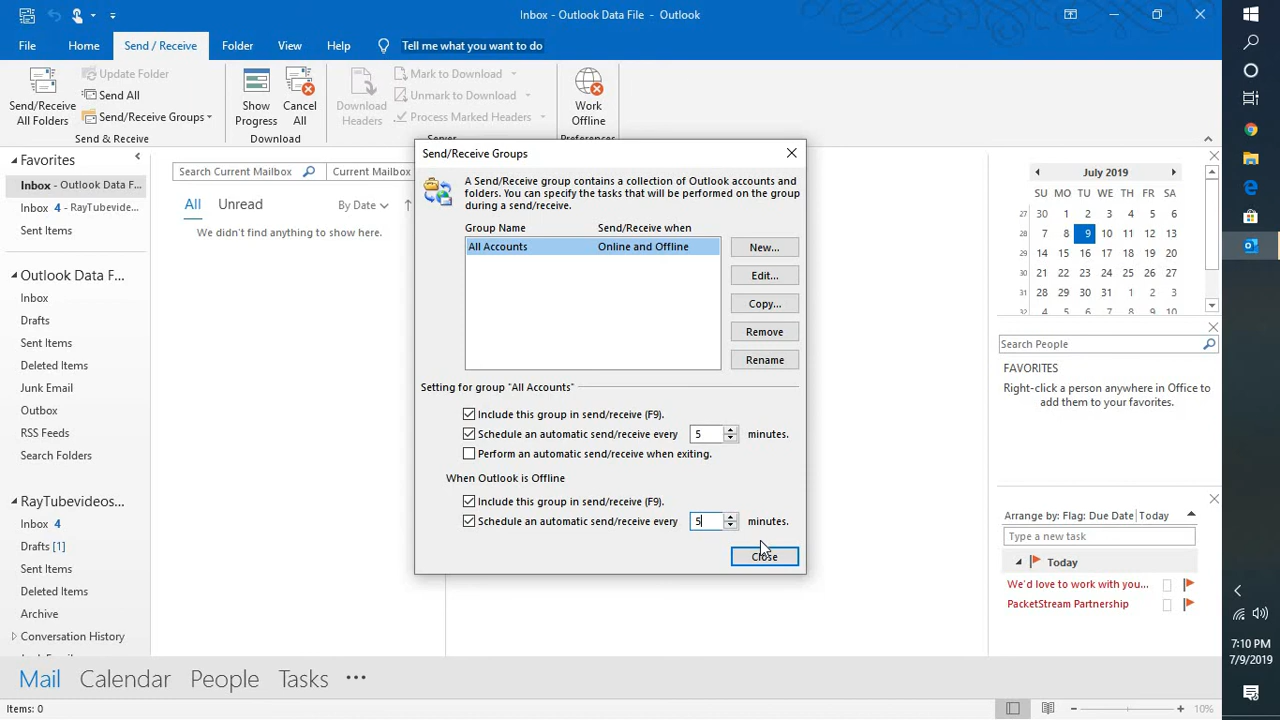 Inbox - Outlook Data File - Outlook
File Home Send / Receive Folder View Help Tell me what you want to do
Send/Receive
All Folders
Update Folder
Send All
Send/Receive Groups
Send & Receive
Show
Progress
Cancel
All
Download
Download
Headers
Mark to Download
Unmark to Download
Process Marked Headers
Server
Work
Offline
Preferences
Favorites
Inbox - Outlook Data F...
Inbox 4 - RayTubevide...
Sent Items
Outlook Data F...
Inbox
Drafts
Sent Items
Deleted Items
Junk Email
Outbox
RSS Feeds
Search Folders
RayTubevideos...
Inbox 4
Drafts [1]
Sent Items
Deleted Items
Archive
Conversation History
Search Current Mailbox
Current Mailbox
All Unread By Date
We didn't find anything to show here.
Send/Receive Groups
A Send/Receive group contains a collection of Outlook accounts and
folders. You can specify the tasks that will be performed on the group
during a send/receive.
Group Name Send/Receive when
All Accounts Online and Offline
New...
Edit...
Copy...
Remove
Rename
Setting for group "All Accounts"
Include this group in send/receive (F9).
Schedule an automatic send/receive every 5 minutes.
Perform an automatic send/receive when exiting.
When Outlook is Offline
Include this group in send/receive (F9).
Schedule an automatic send/receive every 5 minutes.
Close
July 2019
SU MO TU WE TH FR SA
27 30 1 2 3 4 5 6
28 7 8 9 10 11 12 13
29 14 15 16 17 18 19 20
30 21 22 23 24 25 26 27
31 28 29 30 31 1 2 3
32 4 5 6 7 8 9 10
Search People
FAVORITES
Right-click a person anywhere in Office to
add them to your favorites.
Arrange by: Flag: Due Date Today
Type a new task
Today
We'd love to work with you...
PacketStream Partnership
Mail Calendar People Tasks •••
Items: 0
10%
7:10 PM
7/9/2019